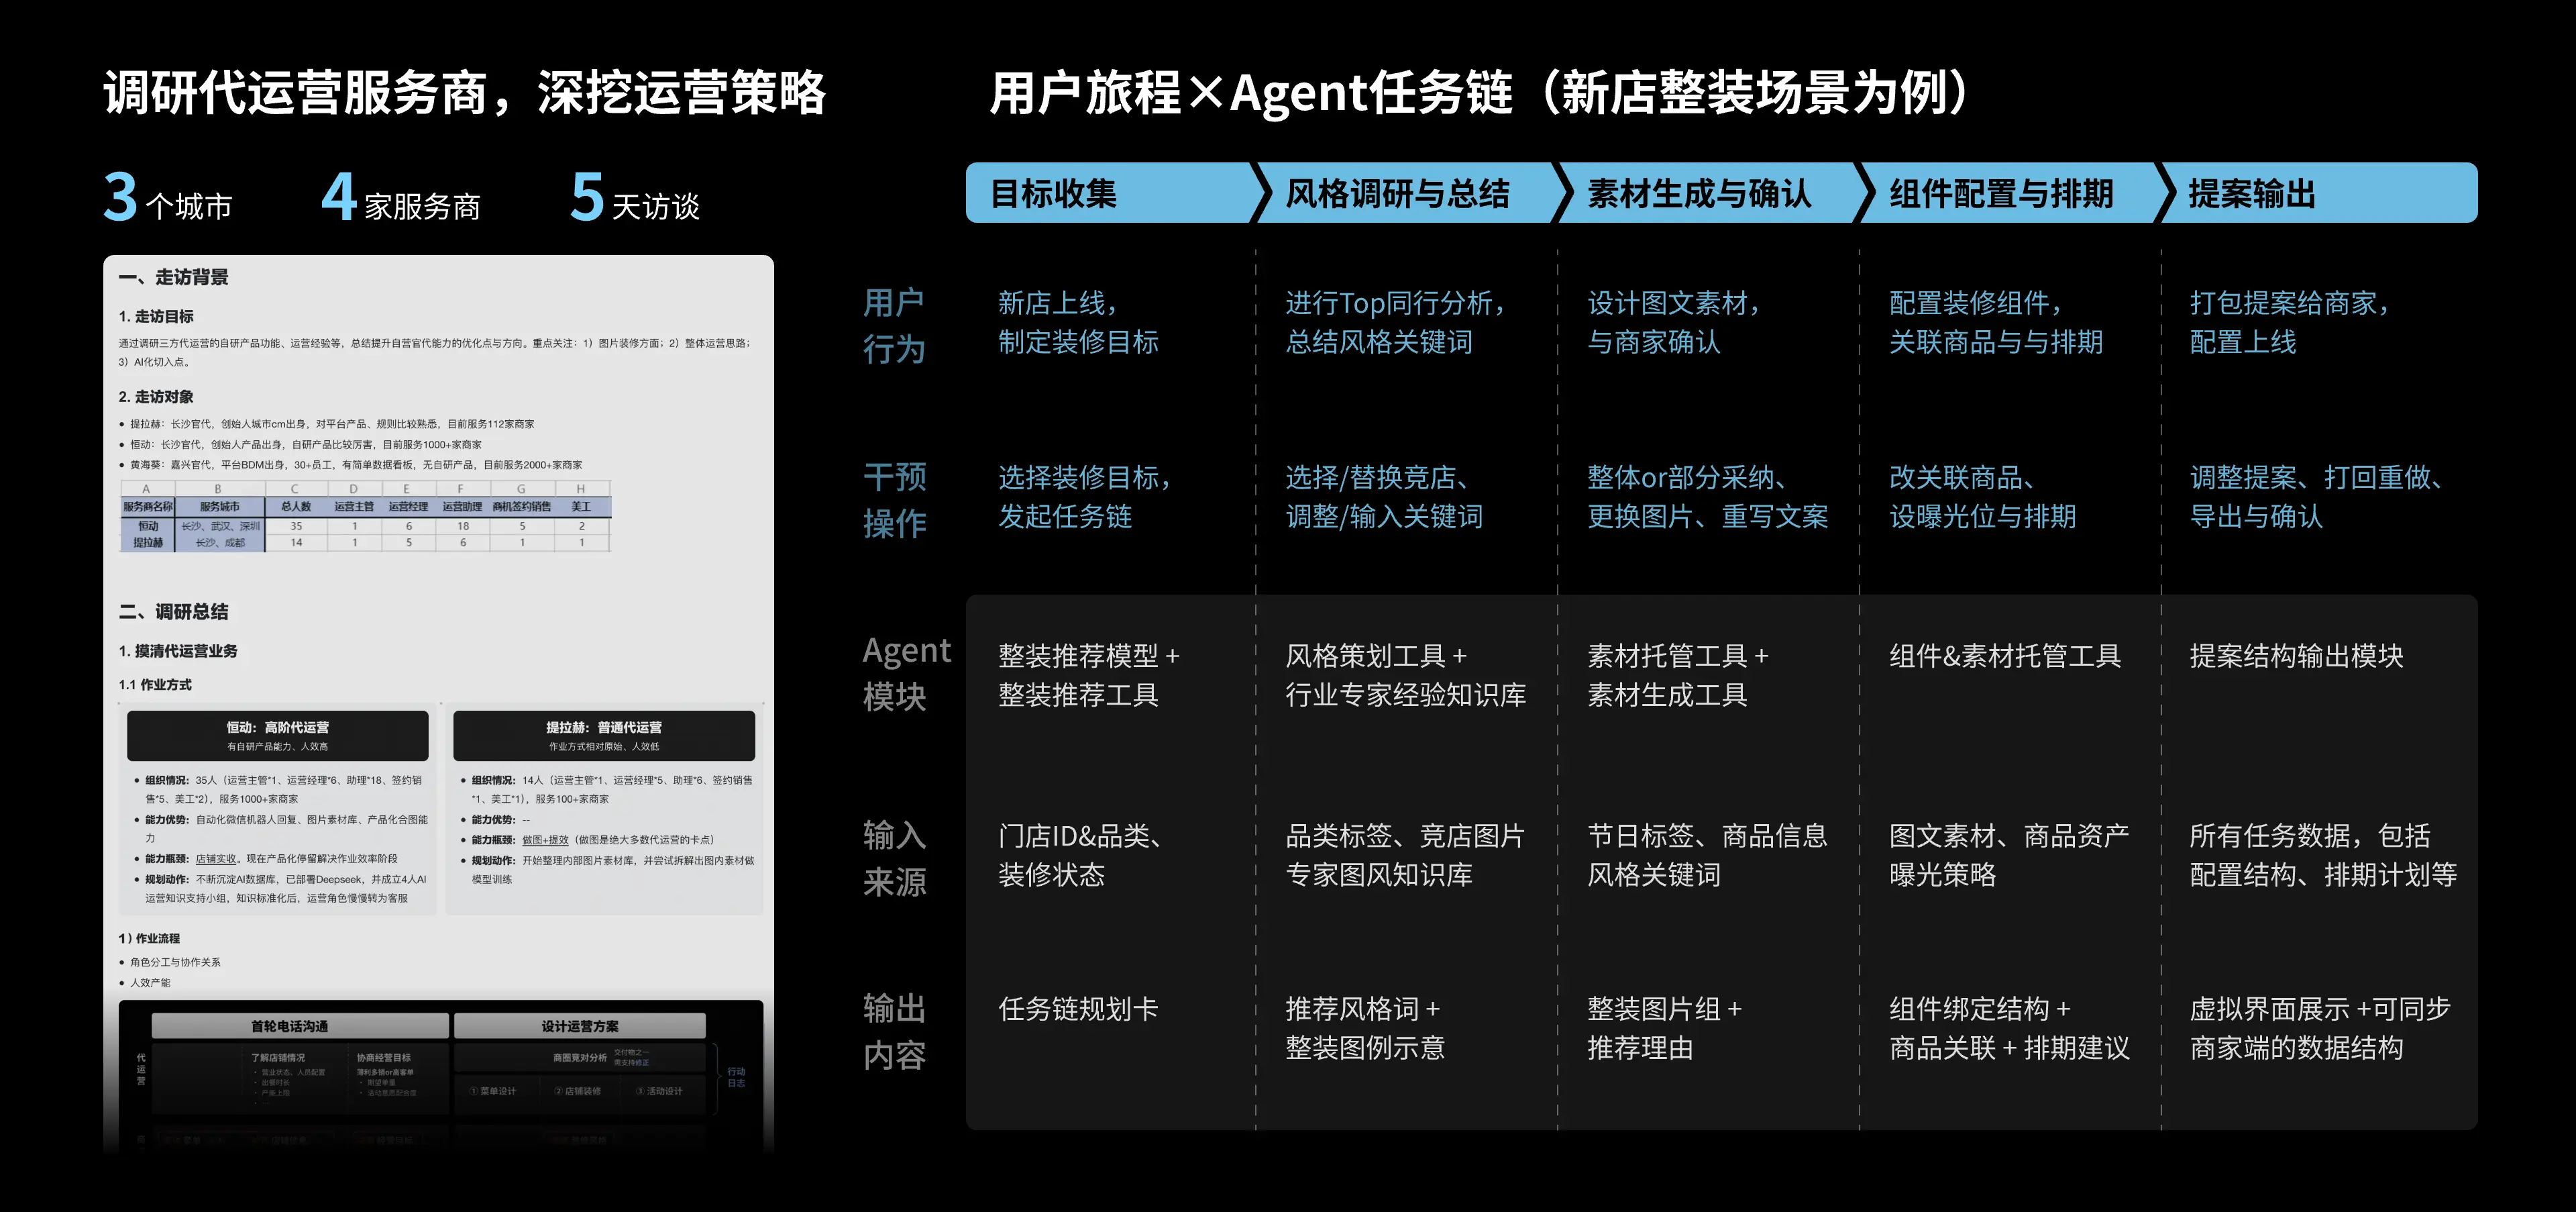 调研代运营服务商，深挖运营策略
3个城市
4家服务商
5天访谈
一、走访背景
1. 走访目标
通过调研三方代运营的自研产品功能、运营经验等，总结提升自营官代能力的优化点与方向。重点关注：1）图片装修方面；2）整体运营思路；
3）AI化切入点。
2. 走访对象
• 提拉赫：长沙官代，创始人城市cm出身，对平台产品、规则比较熟悉，目前服务112家商家
• 恒动：长沙官代，创始人产品出身，自研产品比较厉害，目前服务1000+家商家
• 黄海葵：嘉兴官代，平台BDM出身，30+员工，有简单数据看板，无自研产品，目前服务2000+家商家
A B C D E F G H
服务商名称 服务城市 总人数 运营主管 运营经理 运营助理 商机签约销售 美工
恒动 长沙、武汉、深圳 35 1 6 18 5 2
提拉赫 长沙、成都 14 1 5 6 1 1
二、调研总结
1. 摸清代运营业务
1.1 作业方式
恒动：高阶代运营
有自研产品能力、人效高
• 组织情况：35人（运营主管*1、运营经理*6、助理*18、签约销
售*5、美工*2），服务1000+家商家
• 能力优势：自动化微信机器人回复、图片素材库、产品化合图能
力
• 能力瓶颈：店铺实收。现在产品化停留解决作业效率阶段
• 规划动作：不断沉淀AI数据库，已部署Deepseek，并成立4人AI
运营知识支持小组，知识标准化后，运营角色慢慢转为客服
提拉赫：普通代运营
作业方式相对原始、人效低
• 组织情况：14人（运营主管*1、运营经理*5、助理*6、签约销售
*1、美工*1），服务100+家商家
• 能力优势：--
• 能力瓶颈：做图+提效（做图是绝大多数代运营的卡点）
• 规划动作：开始整理内部图片素材库，并尝试拆解出图内素材做
模型训练
1）作业流程
• 角色分工与协作关系
• 人效产能
首轮电话沟通
设计运营方案
代运营
了解店铺情况
• 营业状态、人员配置
• 出餐时长
• 产能上限
协商经营目标
薄利多销or高客单
• 期望单量
• 活动意愿配合度
商圈竞对分析
交付物之一
需支持修正
①菜单设计
②店铺装修
③活动设计
行动
日志
用户旅程×Agent任务链（新店整装场景为例）
目标收集
风格调研与总结
素材生成与确认
组件配置与排期
提案输出
用户
行为
新店上线，
制定装修目标
进行Top同行分析，
总结风格关键词
设计图文素材，
与商家确认
配置装修组件，
关联商品与与排期
打包提案给商家，
配置上线
干预
操作
选择装修目标，
发起任务链
选择/替换竞店、
调整/输入关键词
整体or部分采纳、
更换图片、重写文案
改关联商品、
设曝光位与排期
调整提案、打回重做、
导出与确认
Agent
模块
整装推荐模型 +
整装推荐工具
风格策划工具 +
行业专家经验知识库
素材托管工具 +
素材生成工具
组件&素材托管工具
提案结构输出模块
输入
来源
门店ID&品类、
装修状态
品类标签、竞店图片
专家图风知识库
节日标签、商品信息
风格关键词
图文素材、商品资产
曝光策略
所有任务数据，包括
配置结构、排期计划等
输出
内容
任务链规划卡
推荐风格词 +
整装图例示意
整装图片组 +
推荐理由
组件绑定结构 +
商品关联 + 排期建议
虚拟界面展示 +可同步
商家端的数据结构